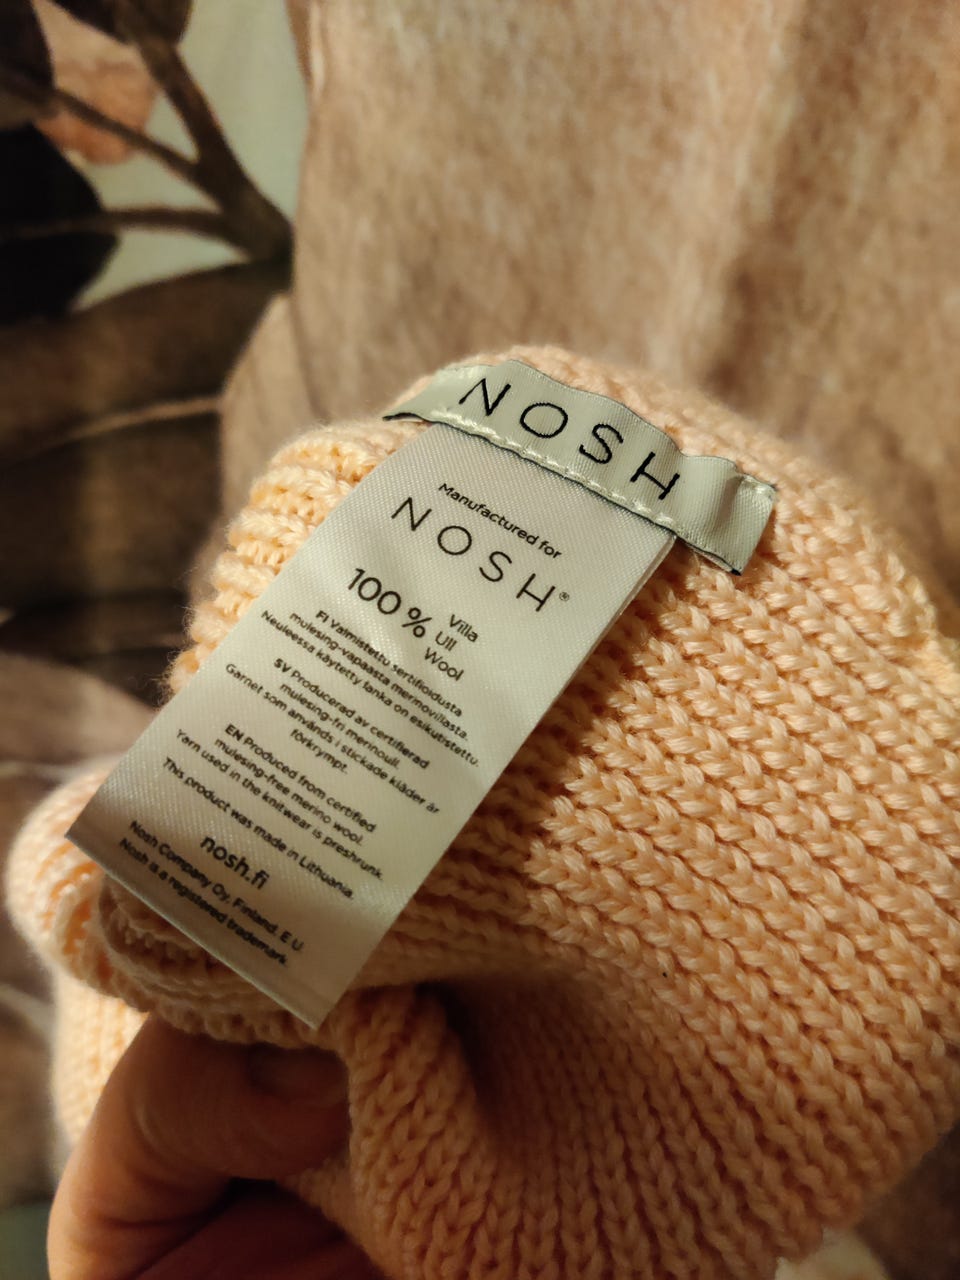 NOSH
Manufactured for
NOSH®
100 %
Villa
Ull
Wool
FI Valmistettu sertifioidusta
mulesing-vapaasta merinovillasta.
Neuleessa käytetty lanka on esikutistettu.
SV Producerad av certifierad
mulesing-fri merinoull.
Garnet som används i stickade kläder är
förkrympt.
EN Produced from certified
mulesing-free merino wool.
Yarn used in the knitwear is preshrunk.
This product was made in Lithuania.
nosh.fi
Nosh Company Oy, Finland, E U.
Nosh is a registered trademark.